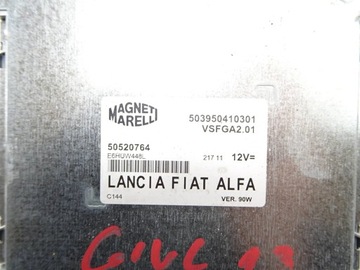 MAGNETI
MARELLI
503950410301
VSFGA2.01
50520764
E6HUW448L
217 11 12V=
LANCIA FIAT ALFA
C144
VER. 90W